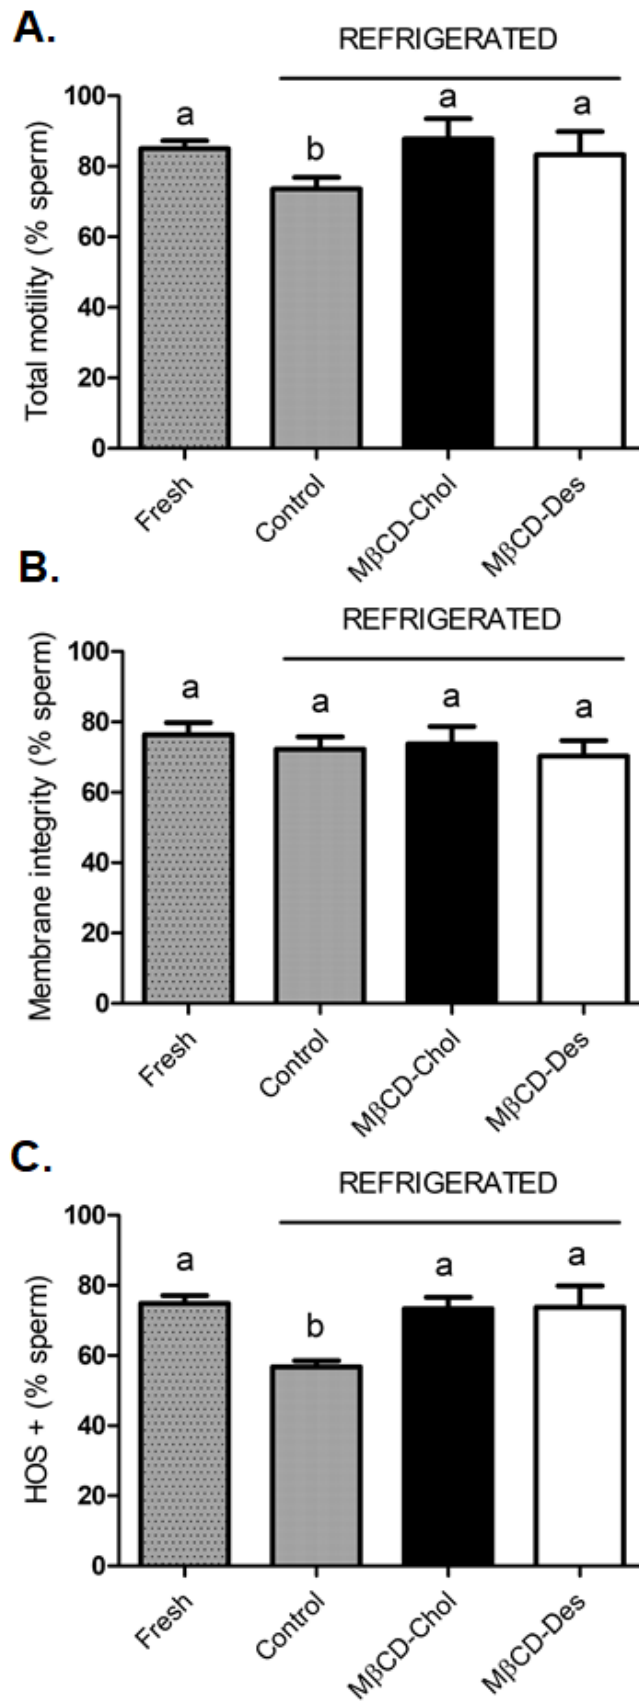 A.
REFRIGERATED
Total motility (% sperm)
100
80
60
40
20
0
a
b
a
a
Fresh
Control
MβCD-Chol
MβCD-Des
B.
REFRIGERATED
Membrane integrity (% sperm)
100
80
60
40
20
0
a
a
a
a
Fresh
Control
MβCD-Chol
MβCD-Des
C.
REFRIGERATED
HOS + (% sperm)
100
80
60
40
20
0
a
b
a
a
Fresh
Control
MβCD-Chol
MβCD-Des